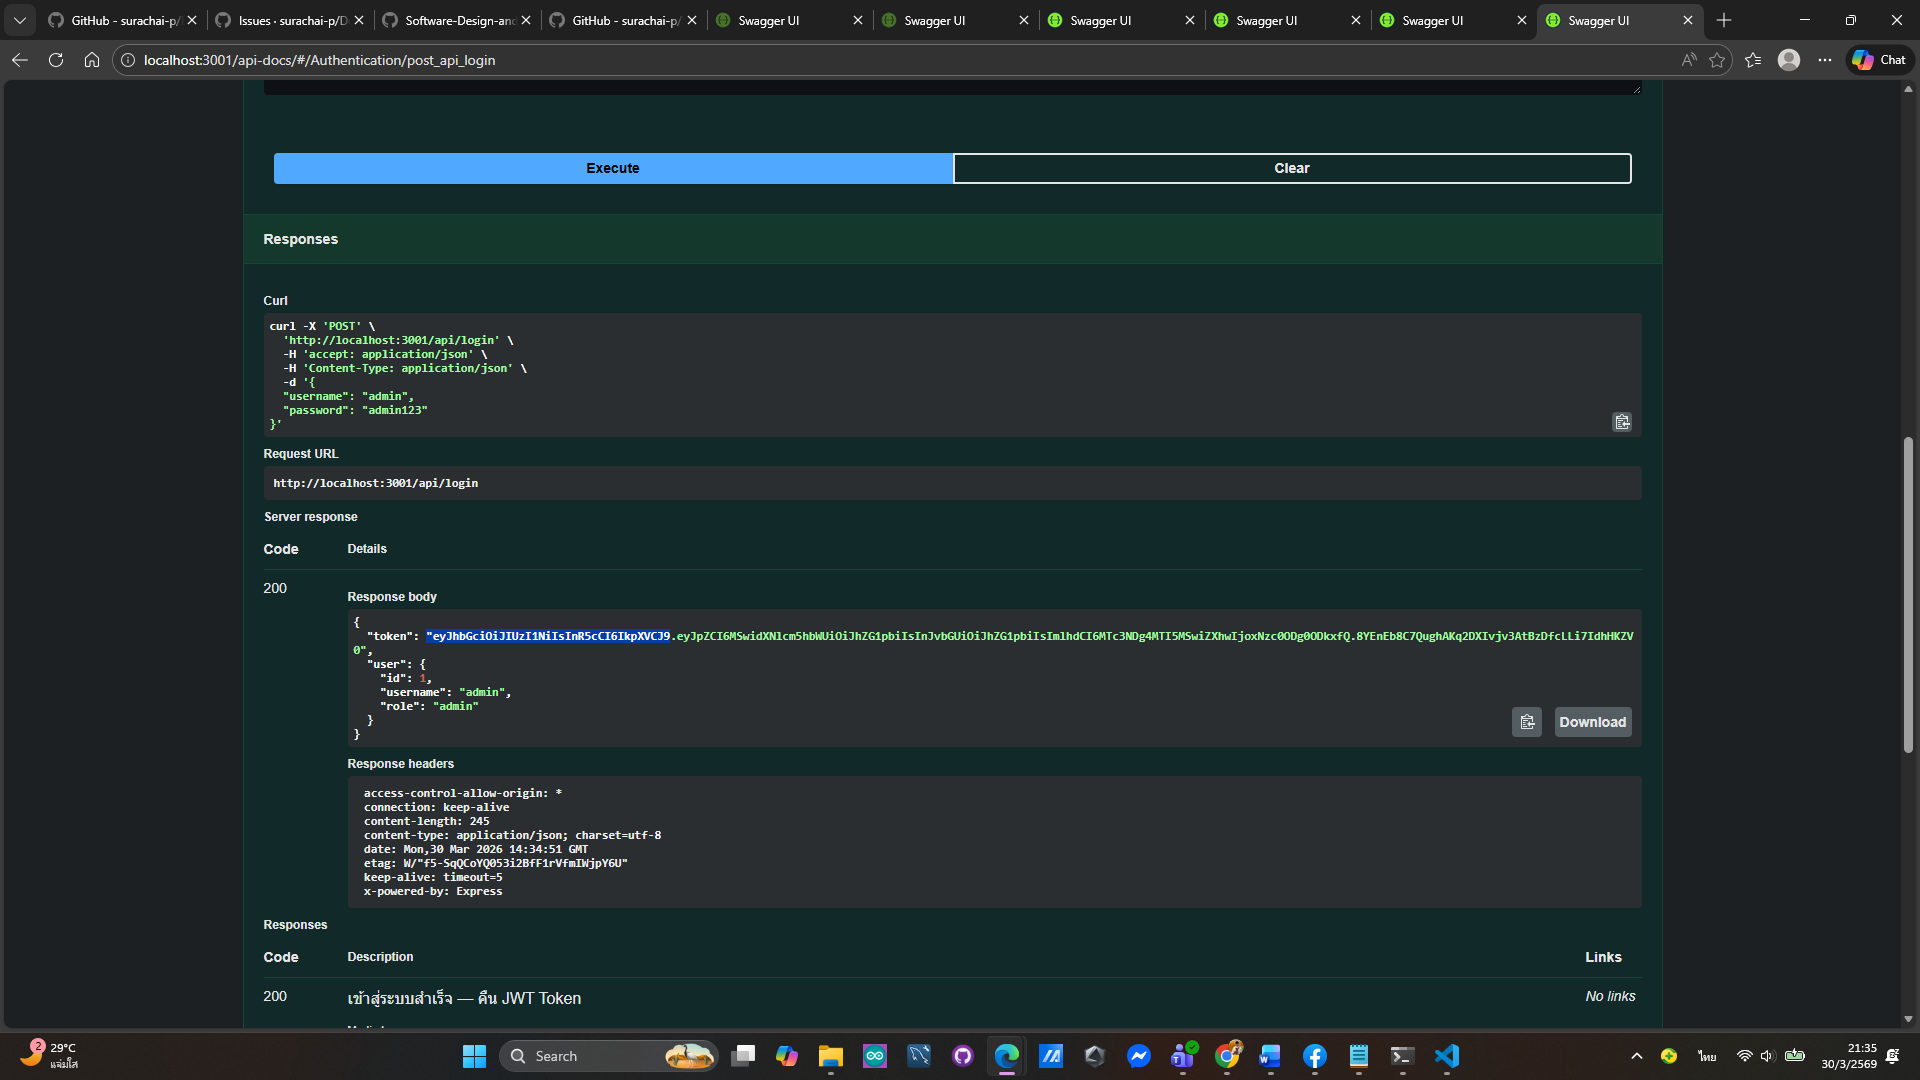 GitHub - surachai-p/
Issues · surachai-p/D
Software-Design-and
GitHub - surachai-p/
Swagger UI
Swagger UI
Swagger UI
Swagger UI
Swagger UI
Swagger UI
localhost:3001/api-docs/#/Authentication/post_api_login
Chat
Execute
Clear
Responses
Curl
curl -X 'POST' \
'http://localhost:3001/api/login' \
-H 'accept: application/json' \
-H 'Content-Type: application/json' \
-d '{
"username": "admin",
"password": "admin123"
}'
Request URL
http://localhost:3001/api/login
Server response
Code Details
200
Response body
{
"token": "eyJhbGciOiJIUzI1NiIsInR5cCI6IkpXVCJ9.eyJpZCI6MSwidXNlcm5hbWUiOiJhZG1pbiIsInJvbGUiOiJhZG1pbiIsImlhdCI6MTc3NDg4MTI5MSwiZXhwIjoxNzc0ODg0ODkxfQ.8YEnEb8C7QughAKq2DXIvjv3AtBzDfcLLi7IdhHKZV
0",
"user": {
"id": 1,
"username": "admin",
"role": "admin"
}
}
Download
Response headers
access-control-allow-origin: *
connection: keep-alive
content-length: 245
content-type: application/json; charset=utf-8
date: Mon,30 Mar 2026 14:34:51 GMT
etag: W/"f5-SqQCoYQ053i2BfF1rVfmIWjpY6U"
keep-alive: timeout=5
x-powered-by: Express
Responses
Code Description Links
200 เข้าสู่ระบบสำเร็จ — คืน JWT Token No links
2
29°C
แจ่มใส
Search
ไทย
21:35
30/3/2569